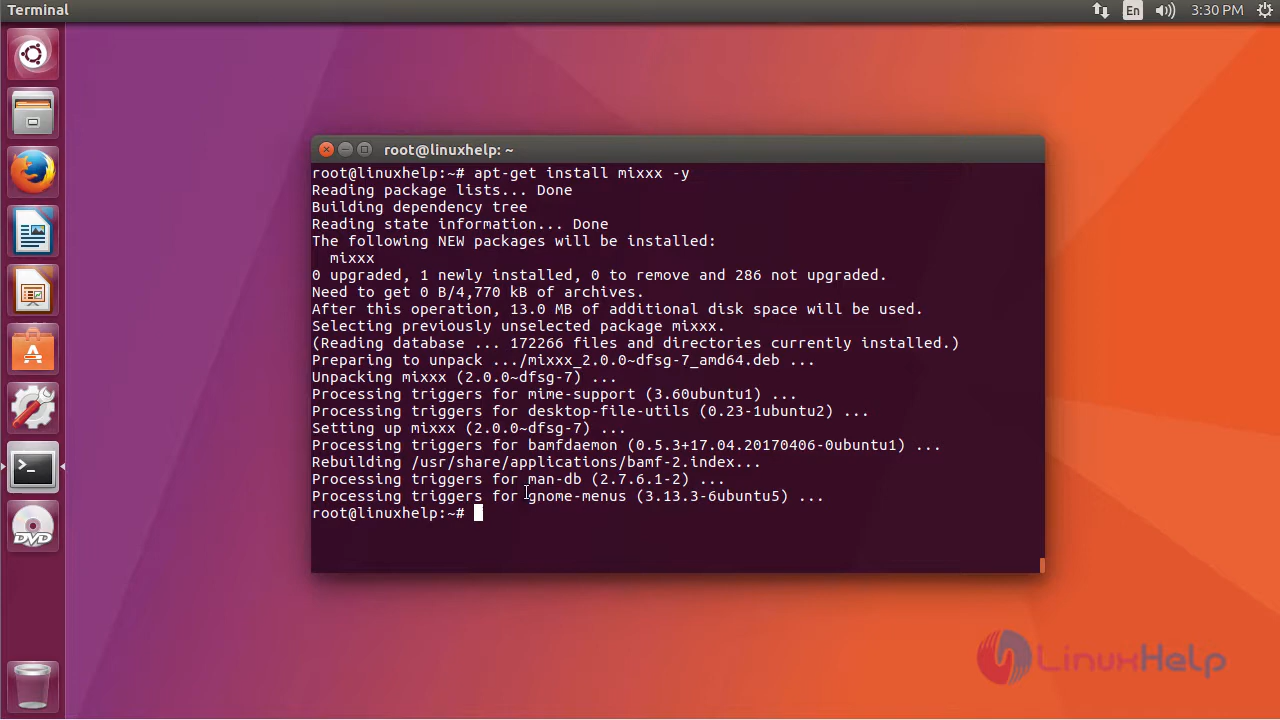 Terminal
En
3:30 PM
root@linuxhelp: ~
root@linuxhelp:~# apt-get install mixxx -y
Reading package lists... Done
Building dependency tree
Reading state information... Done
The following NEW packages will be installed:
  mixxx
0 upgraded, 1 newly installed, 0 to remove and 286 not upgraded.
Need to get 0 B/4,770 kB of archives.
After this operation, 13.0 MB of additional disk space will be used.
Selecting previously unselected package mixxx.
(Reading database ... 172266 files and directories currently installed.)
Preparing to unpack .../mixxx_2.0.0~dfsg-7_amd64.deb ...
Unpacking mixxx (2.0.0~dfsg-7) ...
Processing triggers for mime-support (3.60ubuntu1) ...
Processing triggers for desktop-file-utils (0.23-1ubuntu2) ...
Setting up mixxx (2.0.0~dfsg-7) ...
Processing triggers for bamfdaemon (0.5.3+17.04.20170406-0ubuntu1) ...
Rebuilding /usr/share/applications/bamf-2.index...
Processing triggers for man-db (2.7.6.1-2) ...
Processing triggers for gnome-menus (3.13.3-6ubuntu5) ...
root@linuxhelp:~#
DVD
LinuxHelp